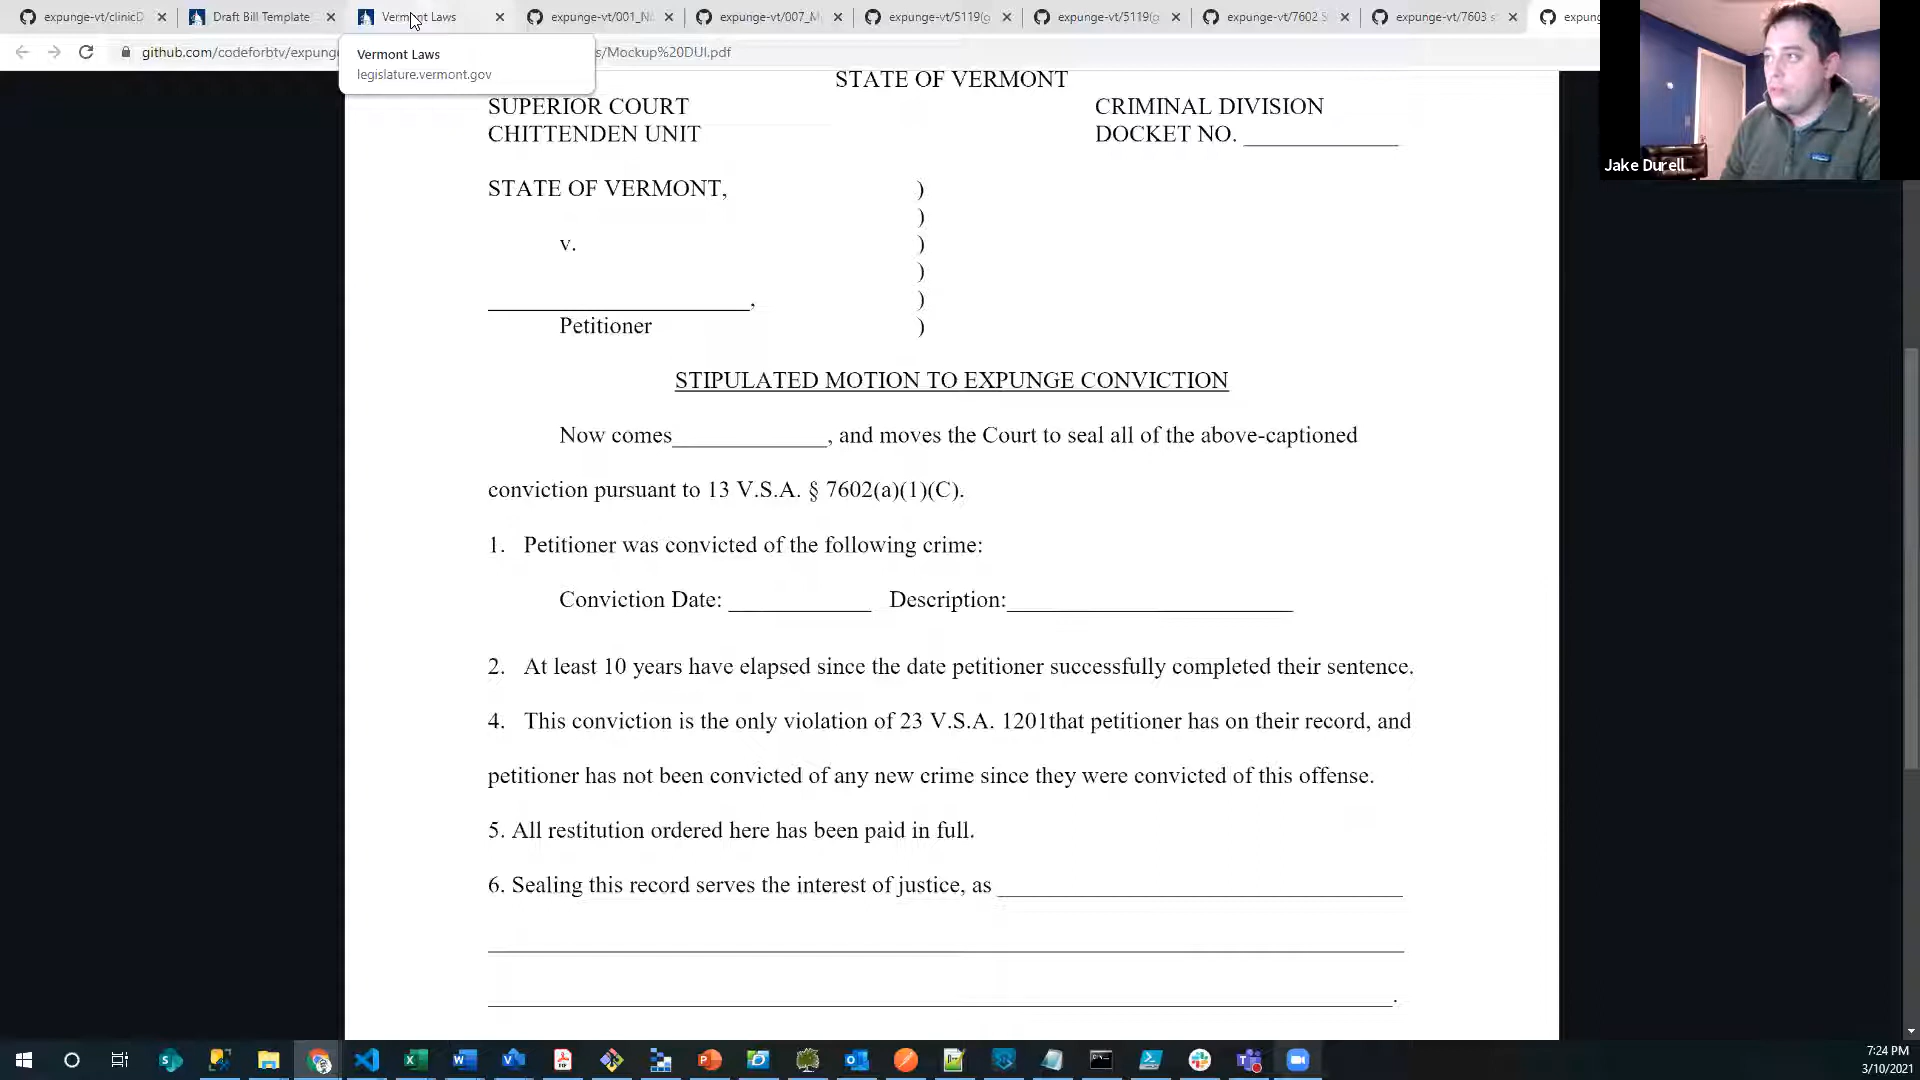 expunge-vt/clinicD
Draft Bill Template
Vermont Laws
expunge-vt/001_N
expunge-vt/007_M
expunge-vt/5119(g
expunge-vt/5119(g
expunge-vt/7602 S
expunge-vt/7603 s
expung
github.com/codeforbtv/expung
s/Mockup%20DUI.pdf
Vermont Laws
legislature.vermont.gov
Jake Durell
STATE OF VERMONT
SUPERIOR COURT CRIMINAL DIVISION
CHITTENDEN UNIT DOCKET NO. ____________
STATE OF VERMONT, )
)
v. )
)
____________________, )
Petitioner )
STIPULATED MOTION TO EXPUNGE CONVICTION
Now comes____________, and moves the Court to seal all of the above-captioned
conviction pursuant to 13 V.S.A. § 7602(a)(1)(C).
1. Petitioner was convicted of the following crime:
Conviction Date: ___________ Description:______________________
2. At least 10 years have elapsed since the date petitioner successfully completed their sentence.
4. This conviction is the only violation of 23 V.S.A. 1201that petitioner has on their record, and
petitioner has not been convicted of any new crime since they were convicted of this offense.
5. All restitution ordered here has been paid in full.
6. Sealing this record serves the interest of justice, as _______________________________
______________________________________________________________________
______________________________________________________________________.
7:24 PM
3/10/2021